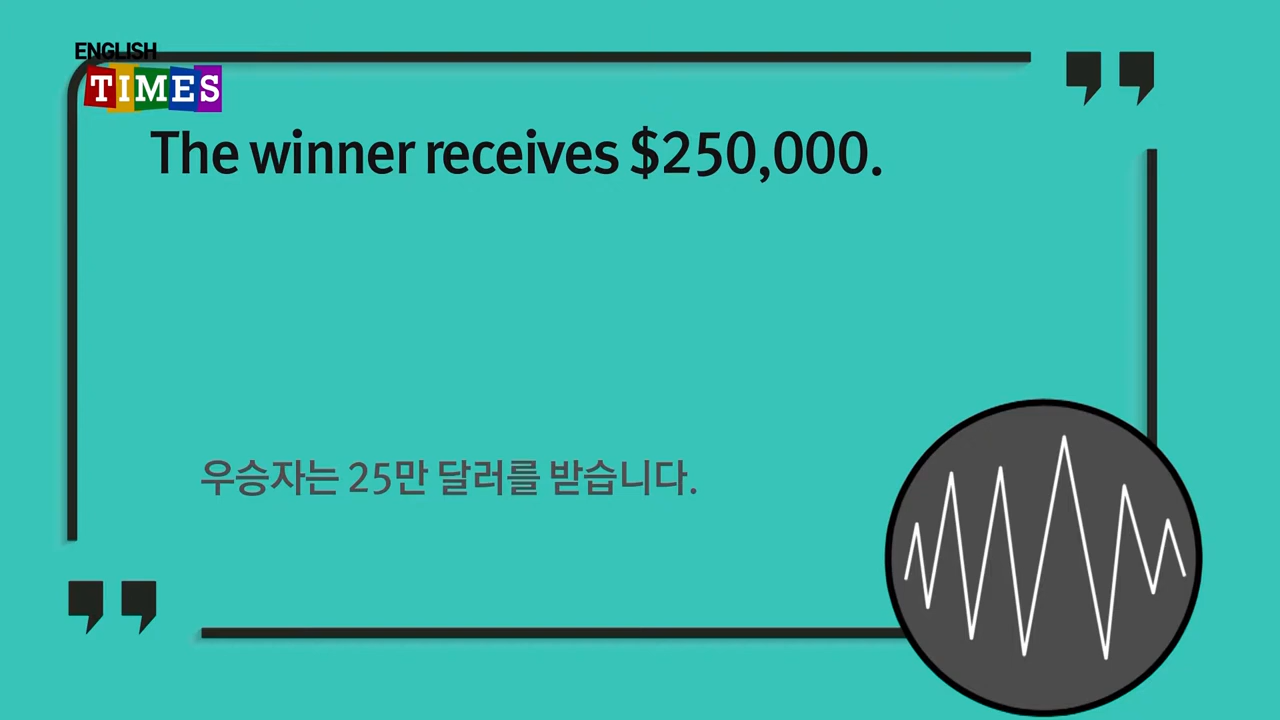 ENGLISH
TIMES
The winner receives $250,000.
우승자는 25만 달러를 받습니다.